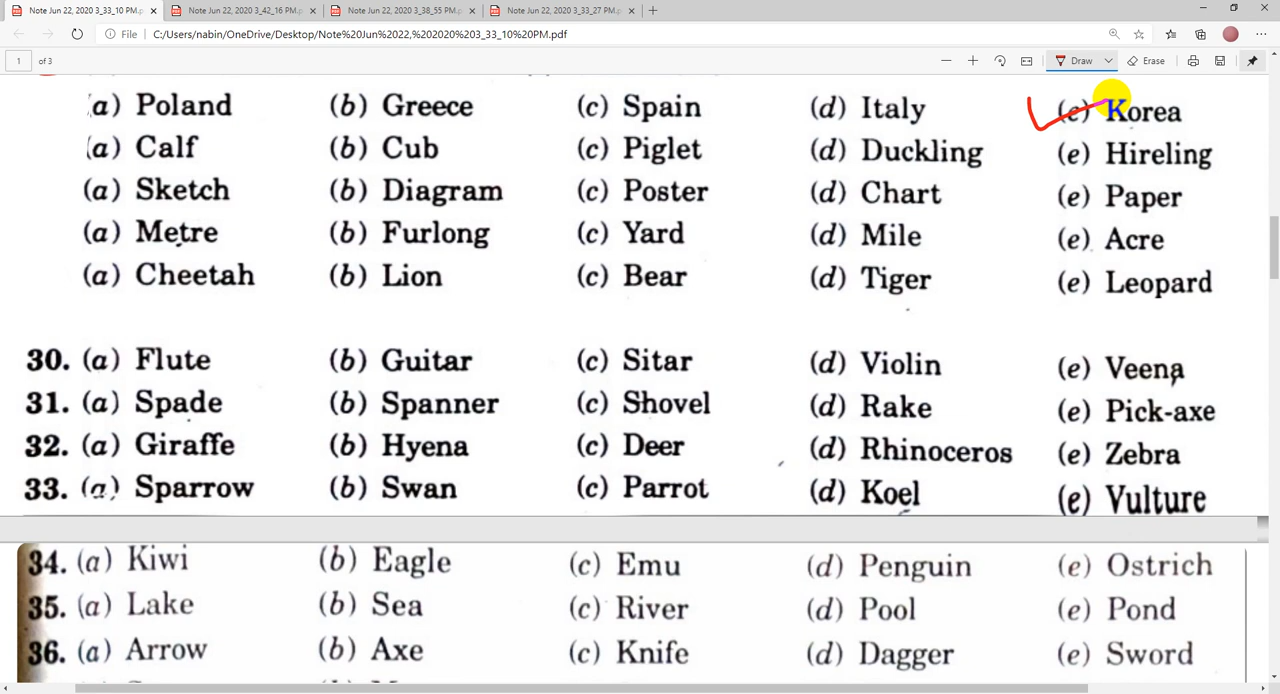 Note Jun 22, 2020 3_33_10 PM.p Note Jun 22, 2020 3_42_16 PM.p Note Jun 22, 2020 3_38_55 PM.p Note Jun 22, 2020 3_33_27 PM.p
File C:/Users/nabin/OneDrive/Desktop/Note%20Jun%2022,%202020%203_33_10%20PM.pdf
1 of 3 Draw Erase
(a) Poland (b) Greece (c) Spain (d) Italy (e) Korea
(a) Calf (b) Cub (c) Piglet (d) Duckling (e) Hireling
(a) Sketch (b) Diagram (c) Poster (d) Chart (e) Paper
(a) Metre (b) Furlong (c) Yard (d) Mile (e) Acre
(a) Cheetah (b) Lion (c) Bear (d) Tiger (e) Leopard
30. (a) Flute (b) Guitar (c) Sitar (d) Violin (e) Veena
31. (a) Spade (b) Spanner (c) Shovel (d) Rake (e) Pick-axe
32. (a) Giraffe (b) Hyena (c) Deer (d) Rhinoceros (e) Zebra
33. (a) Sparrow (b) Swan (c) Parrot (d) Koel (e) Vulture
34. (a) Kiwi (b) Eagle (c) Emu (d) Penguin (e) Ostrich
35. (a) Lake (b) Sea (c) River (d) Pool (e) Pond
36. (a) Arrow (b) Axe (c) Knife (d) Dagger (e) Sword